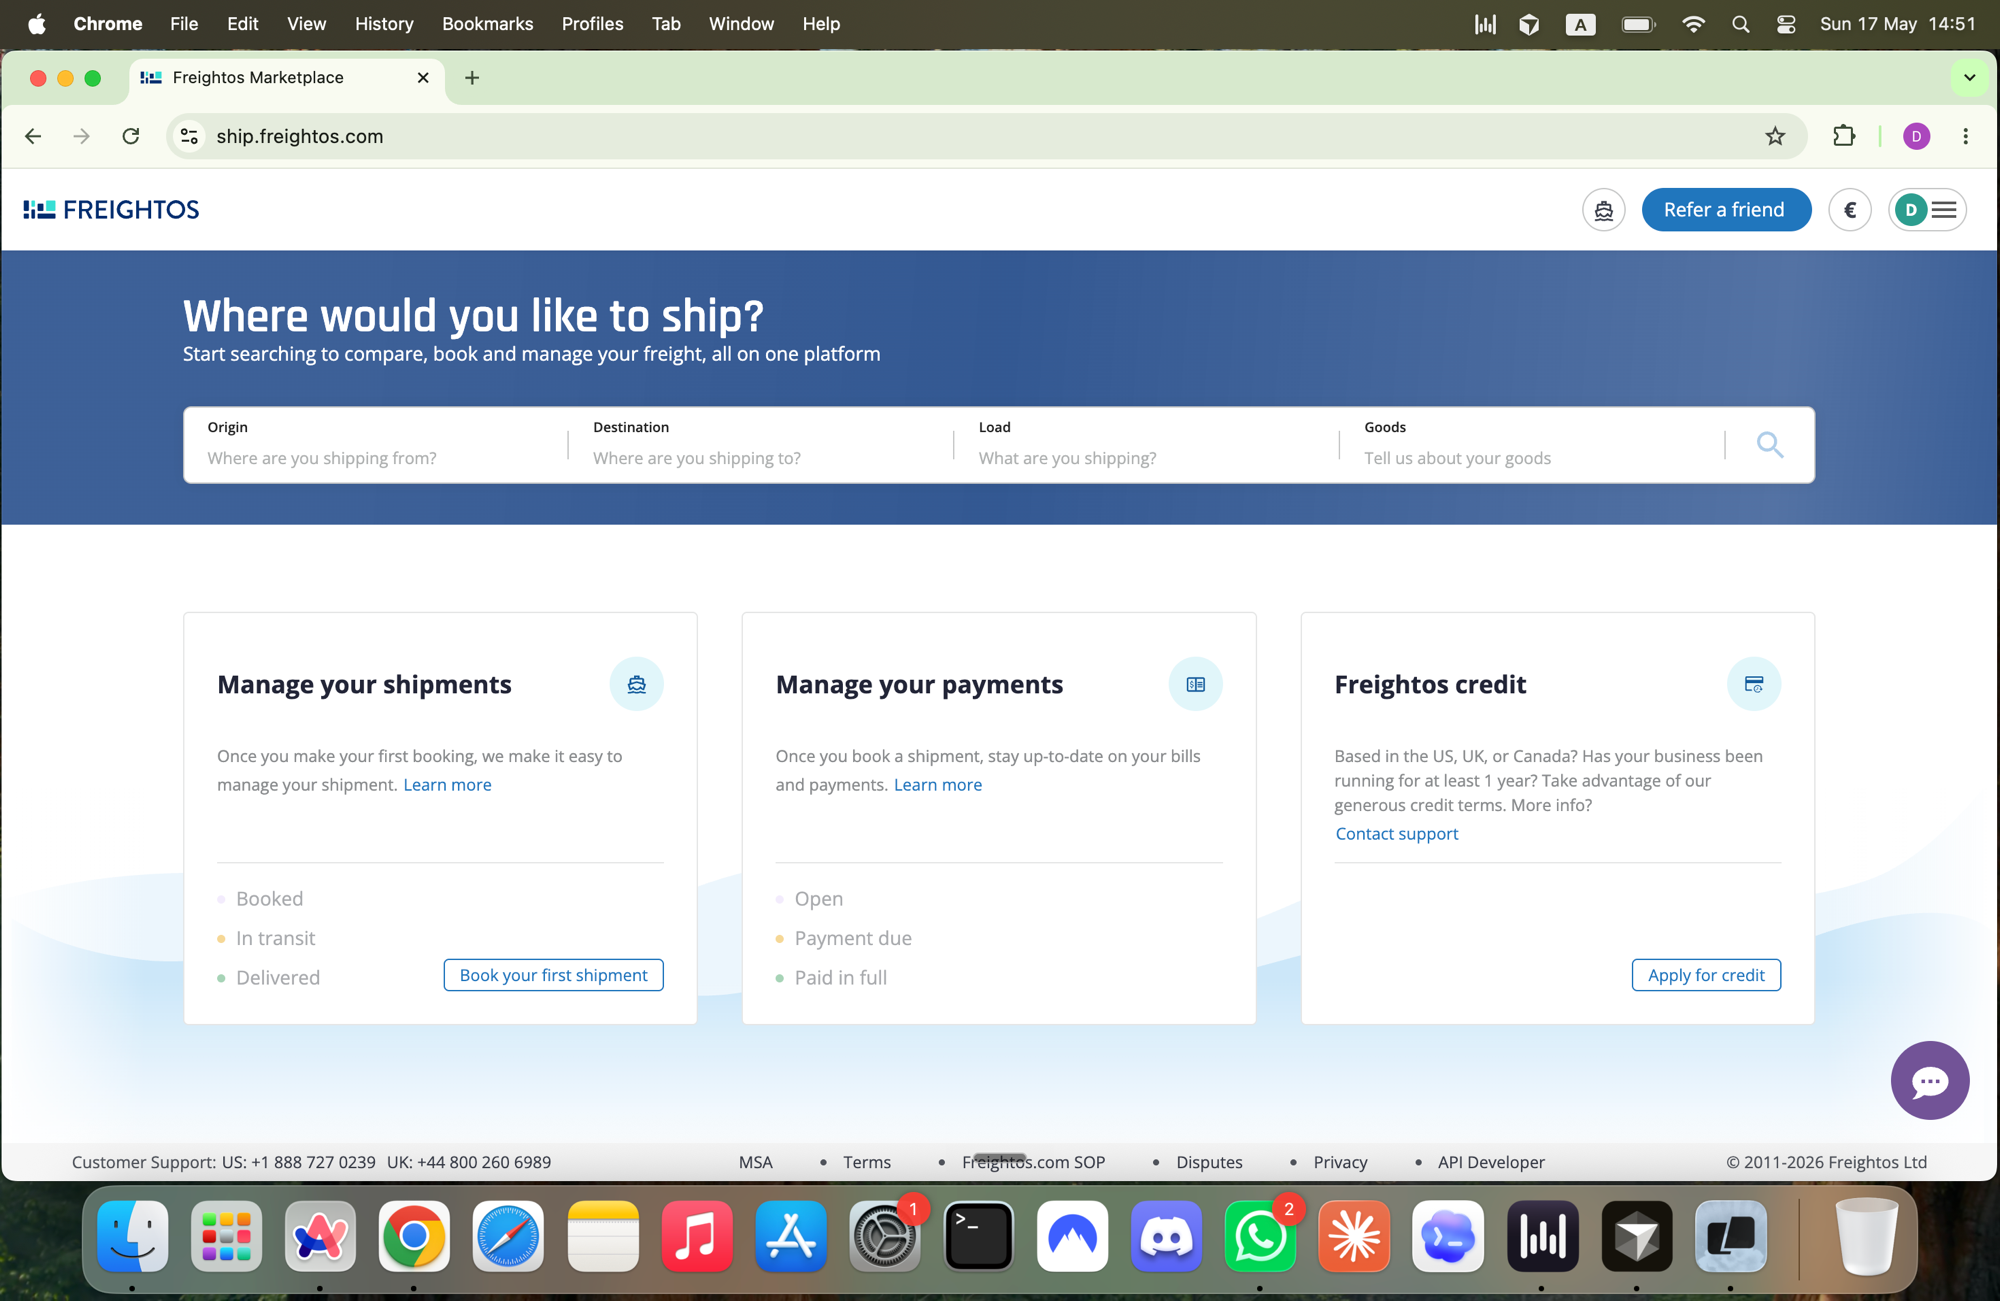 Chrome File Edit View History Bookmarks Profiles Tab Window Help A Sun 17 May 14:51
Freightos Marketplace
ship.freightos.com D
FREIGHTOS Refer a friend € D
Where would you like to ship?
Start searching to compare, book and manage your freight, all on one platform
Origin Destination Load Goods
Where are you shipping from? Where are you shipping to? What are you shipping? Tell us about your goods
Manage your shipments
Once you make your first booking, we make it easy to
manage your shipment. Learn more
Booked
In transit
Delivered
Book your first shipment
Manage your payments
Once you book a shipment, stay up-to-date on your bills
and payments. Learn more
Open
Payment due
Paid in full
Freightos credit
Based in the US, UK, or Canada? Has your business been
running for at least 1 year? Take advantage of our
generous credit terms. More info?
Contact support
Apply for credit
Customer Support: US: +1 888 727 0239 UK: +44 800 260 6989 MSA • Terms • Freightos.com SOP • Disputes • Privacy • API Developer © 2011-2026 Freightos Ltd
1 2